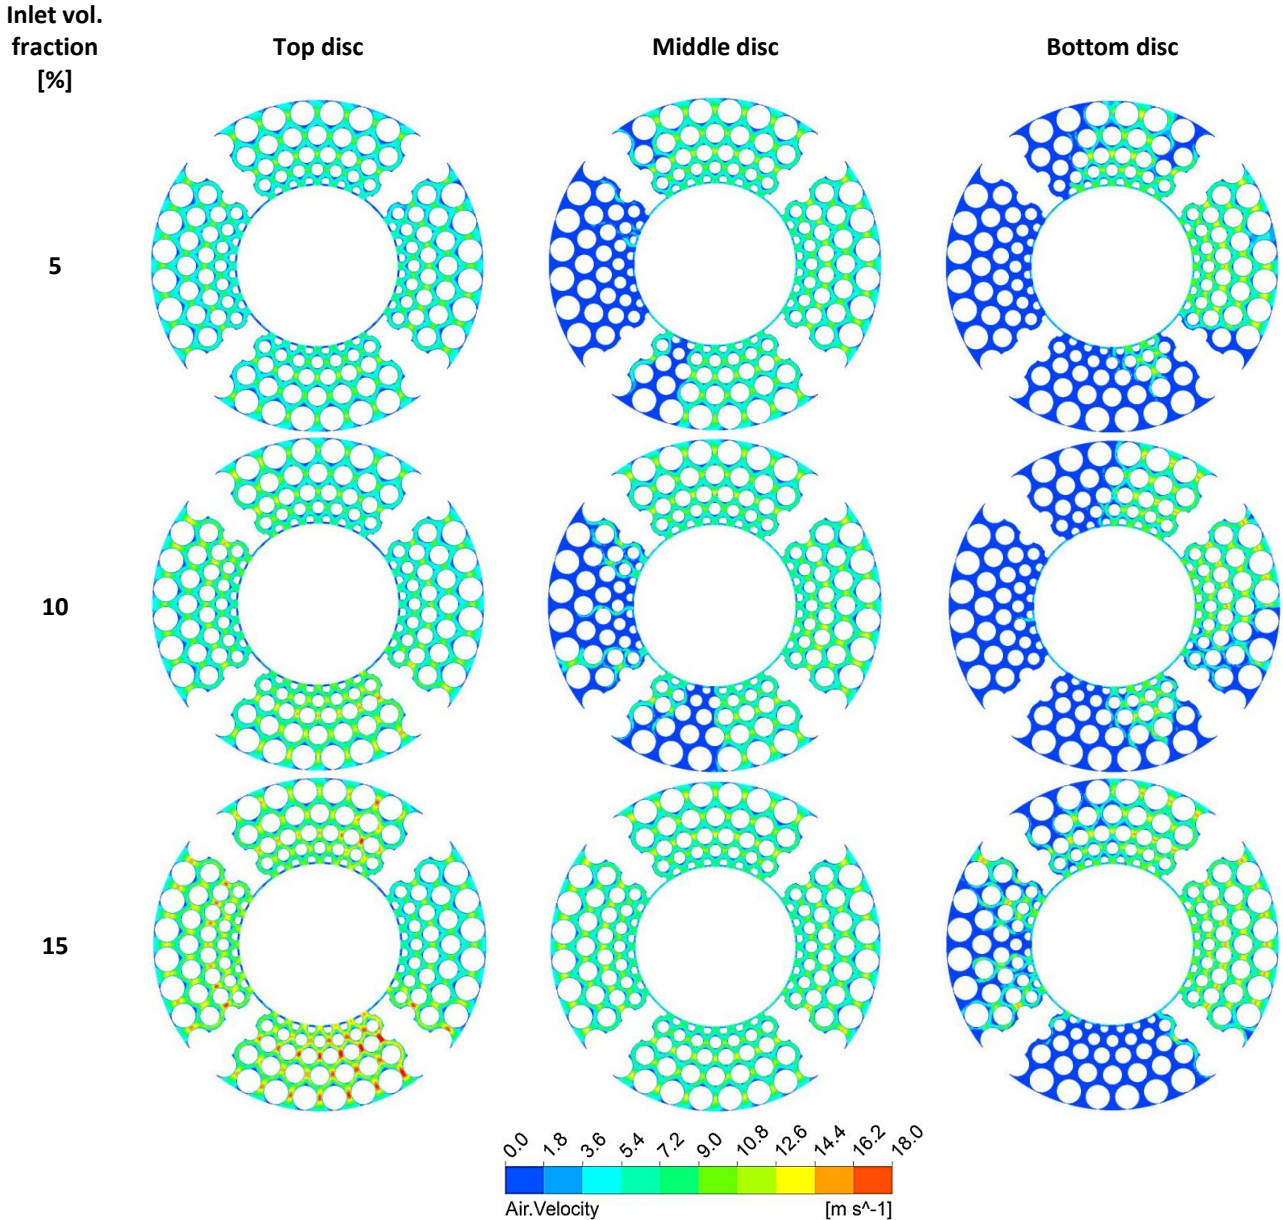 Inlet vol.
fraction
[%]
Top disc
Middle disc
Bottom disc
5
10
15
0.0 1.8 3.6 5.4 7.2 9.0 10.8 12.6 14.4 16.2 18.0
Air.Velocity [m s^-1]